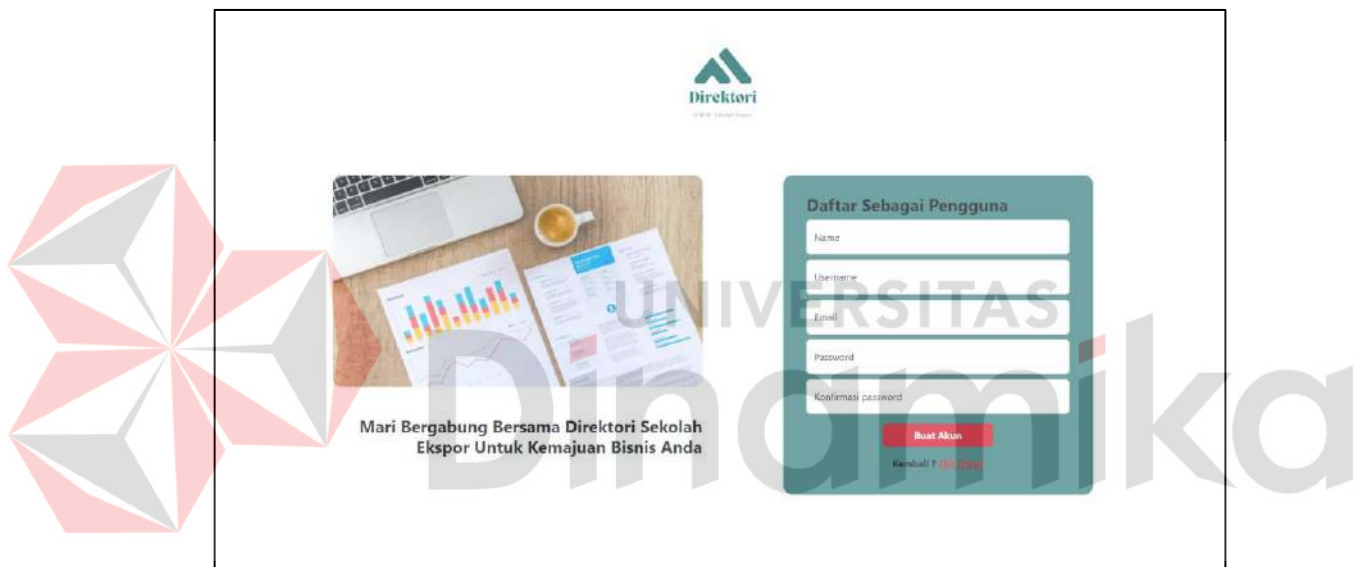 Direktori
Daftar Sebagai Pengguna
Name
Username
Email
Password
Konfirmasi password
Buat Akun
Kembali ?
Mari Bergabung Bersama Direktori Sekolah
Ekspor Untuk Kemajuan Bisnis Anda
UNIVERSITAS
Dinamika